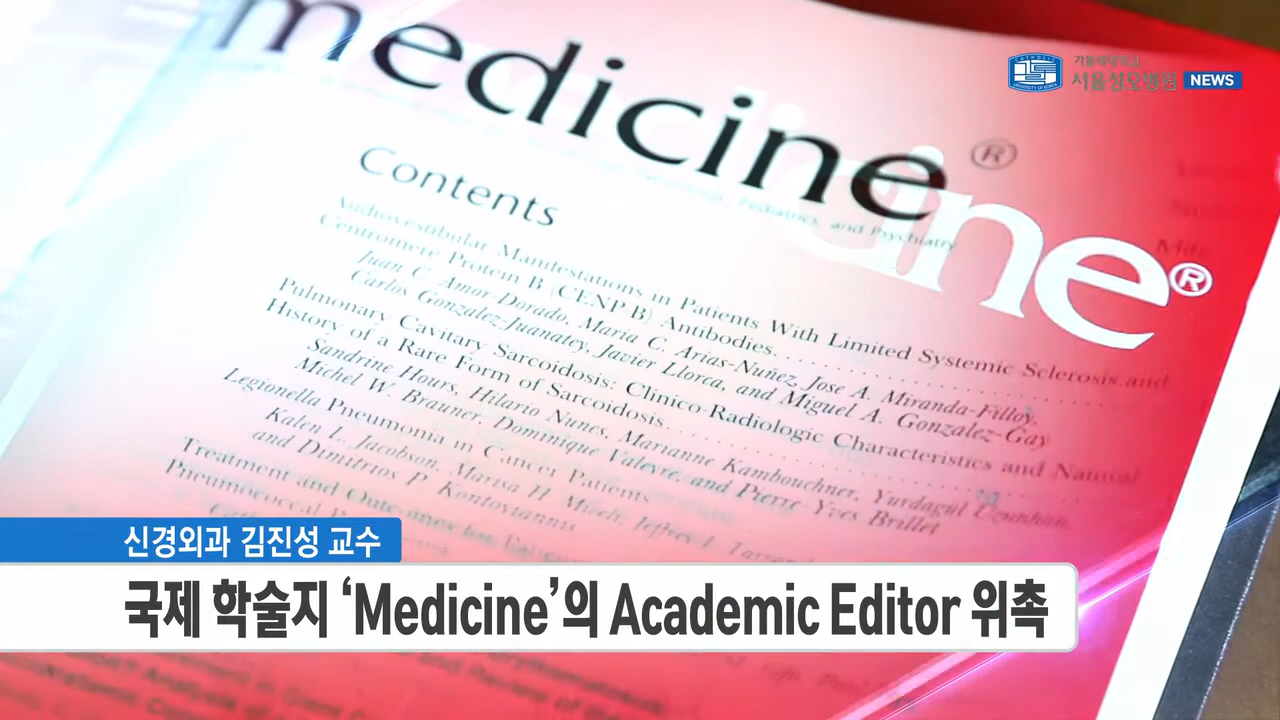 medicine®
cine®
가톨릭대학교
서울성모병원 NEWS
Contents
Pediatrics, and Psychiatry
Audiovestibular Manifestations in Patients With Limited Systemic Sclerosis and
Centromere Protein B (CENP B) Antibodies
Juan C. Amor-Dorado, Maria C. Arias-Nuñez, Jose A. Miranda-Filloy,
Carlos Gonzalez-Juanatey, Javier Llorca, and Miguel A. Gonzalez-Gay
Pulmonary Cavitary Sarcoidosis: Clinico-Radiologic Characteristics and Natural
History of a Rare Form of Sarcoidosis
Sandrine Hours, Hilario Nunes, Marianne Kambouchner, Yurdagül Uzunhan,
Michel W. Brauner, Dominique Valeyre, and Pierre-Yves Brillet
Legionella Pneumonia in Cancer Patients
Kalen L. Jacobson, Marisa H. Miceli, Jeffrey J. Tarrand
and Dimitrios P. Kontoyiannis
Treatment and Outcomes
Pneumococcal
신경외과 김진성 교수
국제 학술지 ‘Medicine’의 Academic Editor 위촉